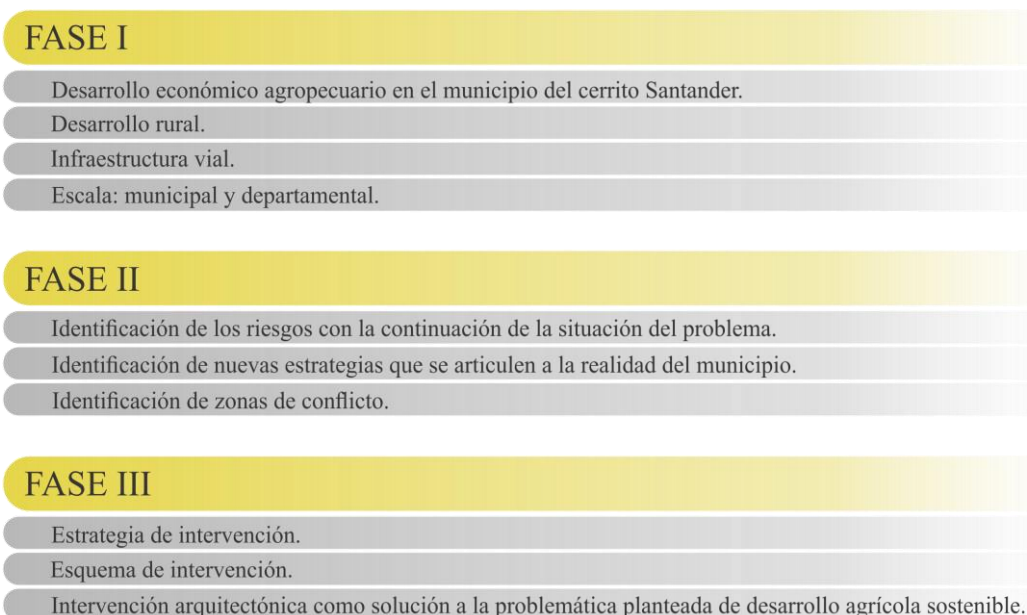 FASE I
Desarrollo económico agropecuario en el municipio del cerrito Santander.
Desarrollo rural.
Infraestructura vial.
Escala: municipal y departamental.
FASE II
Identificación de los riesgos con la continuación de la situación del problema.
Identificación de nuevas estrategias que se articulen a la realidad del municipio.
Identificación de zonas de conflicto.
FASE III
Estrategia de intervención.
Esquema de intervención.
Intervención arquitectónica como solución a la problemática planteada de desarrollo agrícola sostenible.